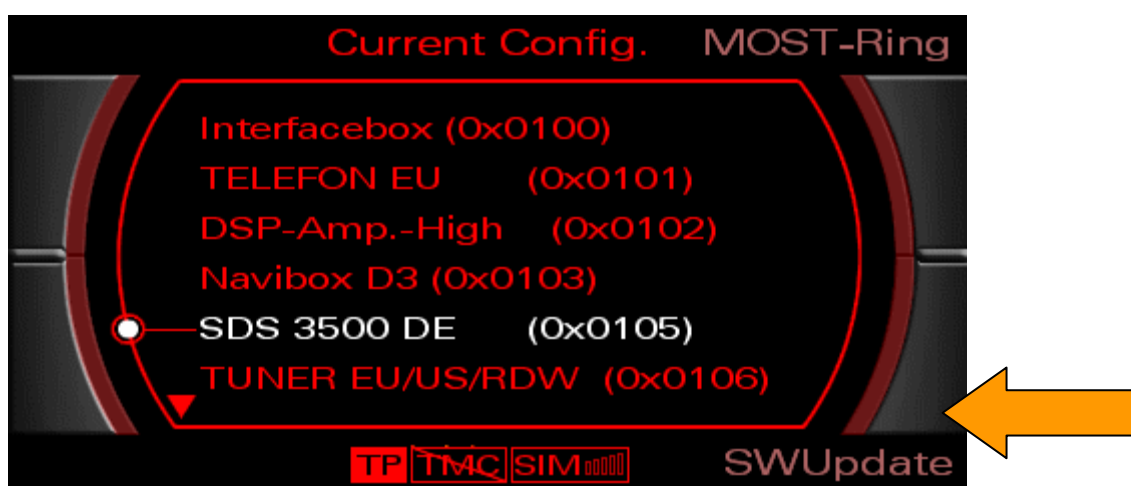 Current Config. MOST-Ring
Interfacebox (0x0100)
TELEFON EU (0x0101)
DSP-Amp.-High (0x0102)
Navibox D3 (0x0103)
SDS 3500 DE (0x0105)
TUNER EU/US/RDW (0x0106)
TP TMC SIM SWUpdate